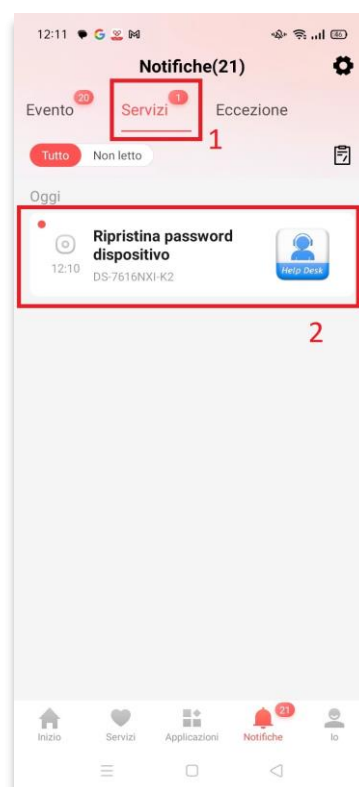 12:11
46
Notifiche(21)
Evento 20 Servizi 1 Eccezione
1
Tutto Non letto
Oggi
Ripristina password
dispositivo
12:10
DS-7616NXI-K2
Help Desk
2
21
Inizio Servizi Applicazioni Notifiche Io